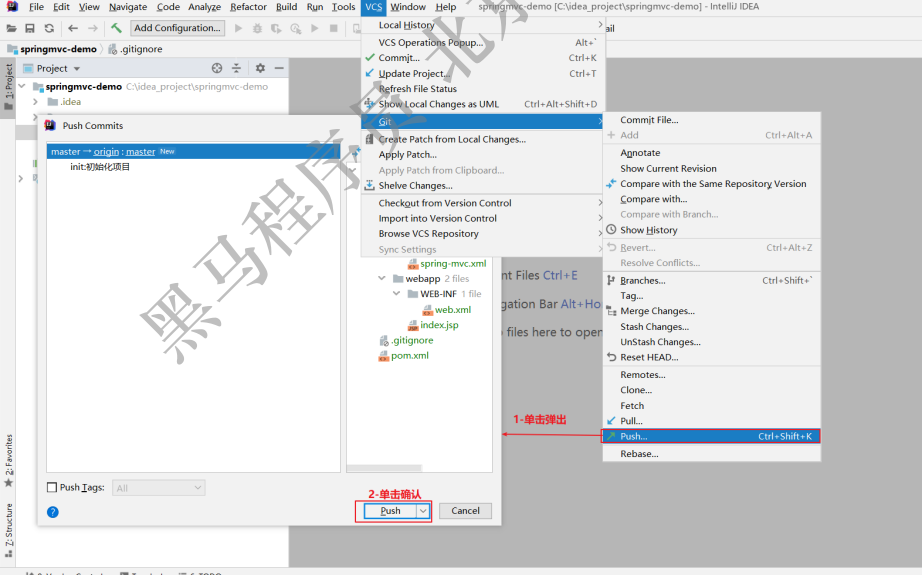 File Edit View Navigate Code Analyze Refactor Build Run Tools VCS Window Help springmvc-demo [C:\idea_project\springmvc-demo] - IntelliJ IDEA
Add Configuration...
springmvc-demo .gitignore
1: Project
Project
springmvc-demo C:\idea_project\springmvc-demo
.idea
Push Commits
master → origin : master New
init:初始化项目
spring-mvc.xml
webapp 2 files
WEB-INF 1 file
web.xml
index.jsp
.gitignore
pom.xml
Push Tags: All
2-单击确认
Push Cancel
Local History
VCS Operations Popup... Alt+`
Commit... Ctrl+K
Update Project... Ctrl+T
Refresh File Status
Show Local Changes as UML Ctrl+Alt+Shift+D
Git
Create Patch from Local Changes...
Apply Patch...
Apply Patch from Clipboard...
Shelve Changes...
Checkout from Version Control
Import into Version Control
Browse VCS Repository
Sync Settings
Commit File...
Add Ctrl+Alt+A
Annotate
Show Current Revision
Compare with the Same Repository Version
Compare with...
Compare with Branch...
Show History
Revert... Ctrl+Alt+Z
Resolve Conflicts...
Branches... Ctrl+Shift+`
Tag...
Merge Changes...
Stash Changes...
UnStash Changes...
Reset HEAD...
Remotes...
Clone...
Fetch
Pull...
Push... Ctrl+Shift+K
Rebase...
1-单击弹出
Files Ctrl+E
Bar Alt+Ho
files here to open
2: Favorites
Z: Structure
黑马程序员 北京